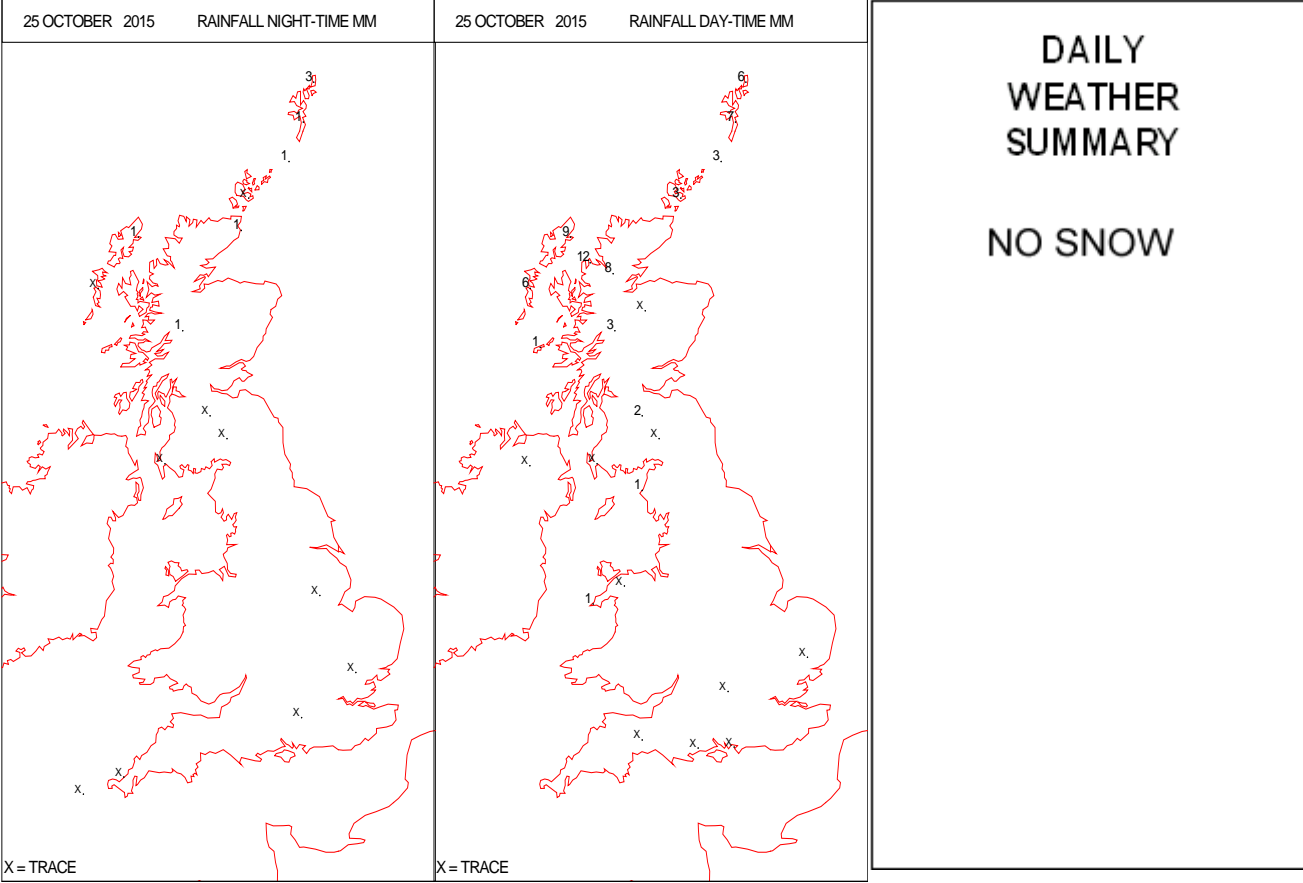 25 OCTOBER 2015 RAINFALL NIGHT-TIME MM
3
1
1.
x.
1.
1.
x
1.
x.
x.
x
x.
x.
x.
x.
x.
X = TRACE
25 OCTOBER 2015 RAINFALL DAY-TIME MM
6
7
3.
3
9.
12
8.
6
x.
3.
1
2.
x.
x.
x
1.
x.
1
x.
x.
x.
x.
x
X = TRACE
DAILY
WEATHER
SUMMARY
NO SNOW